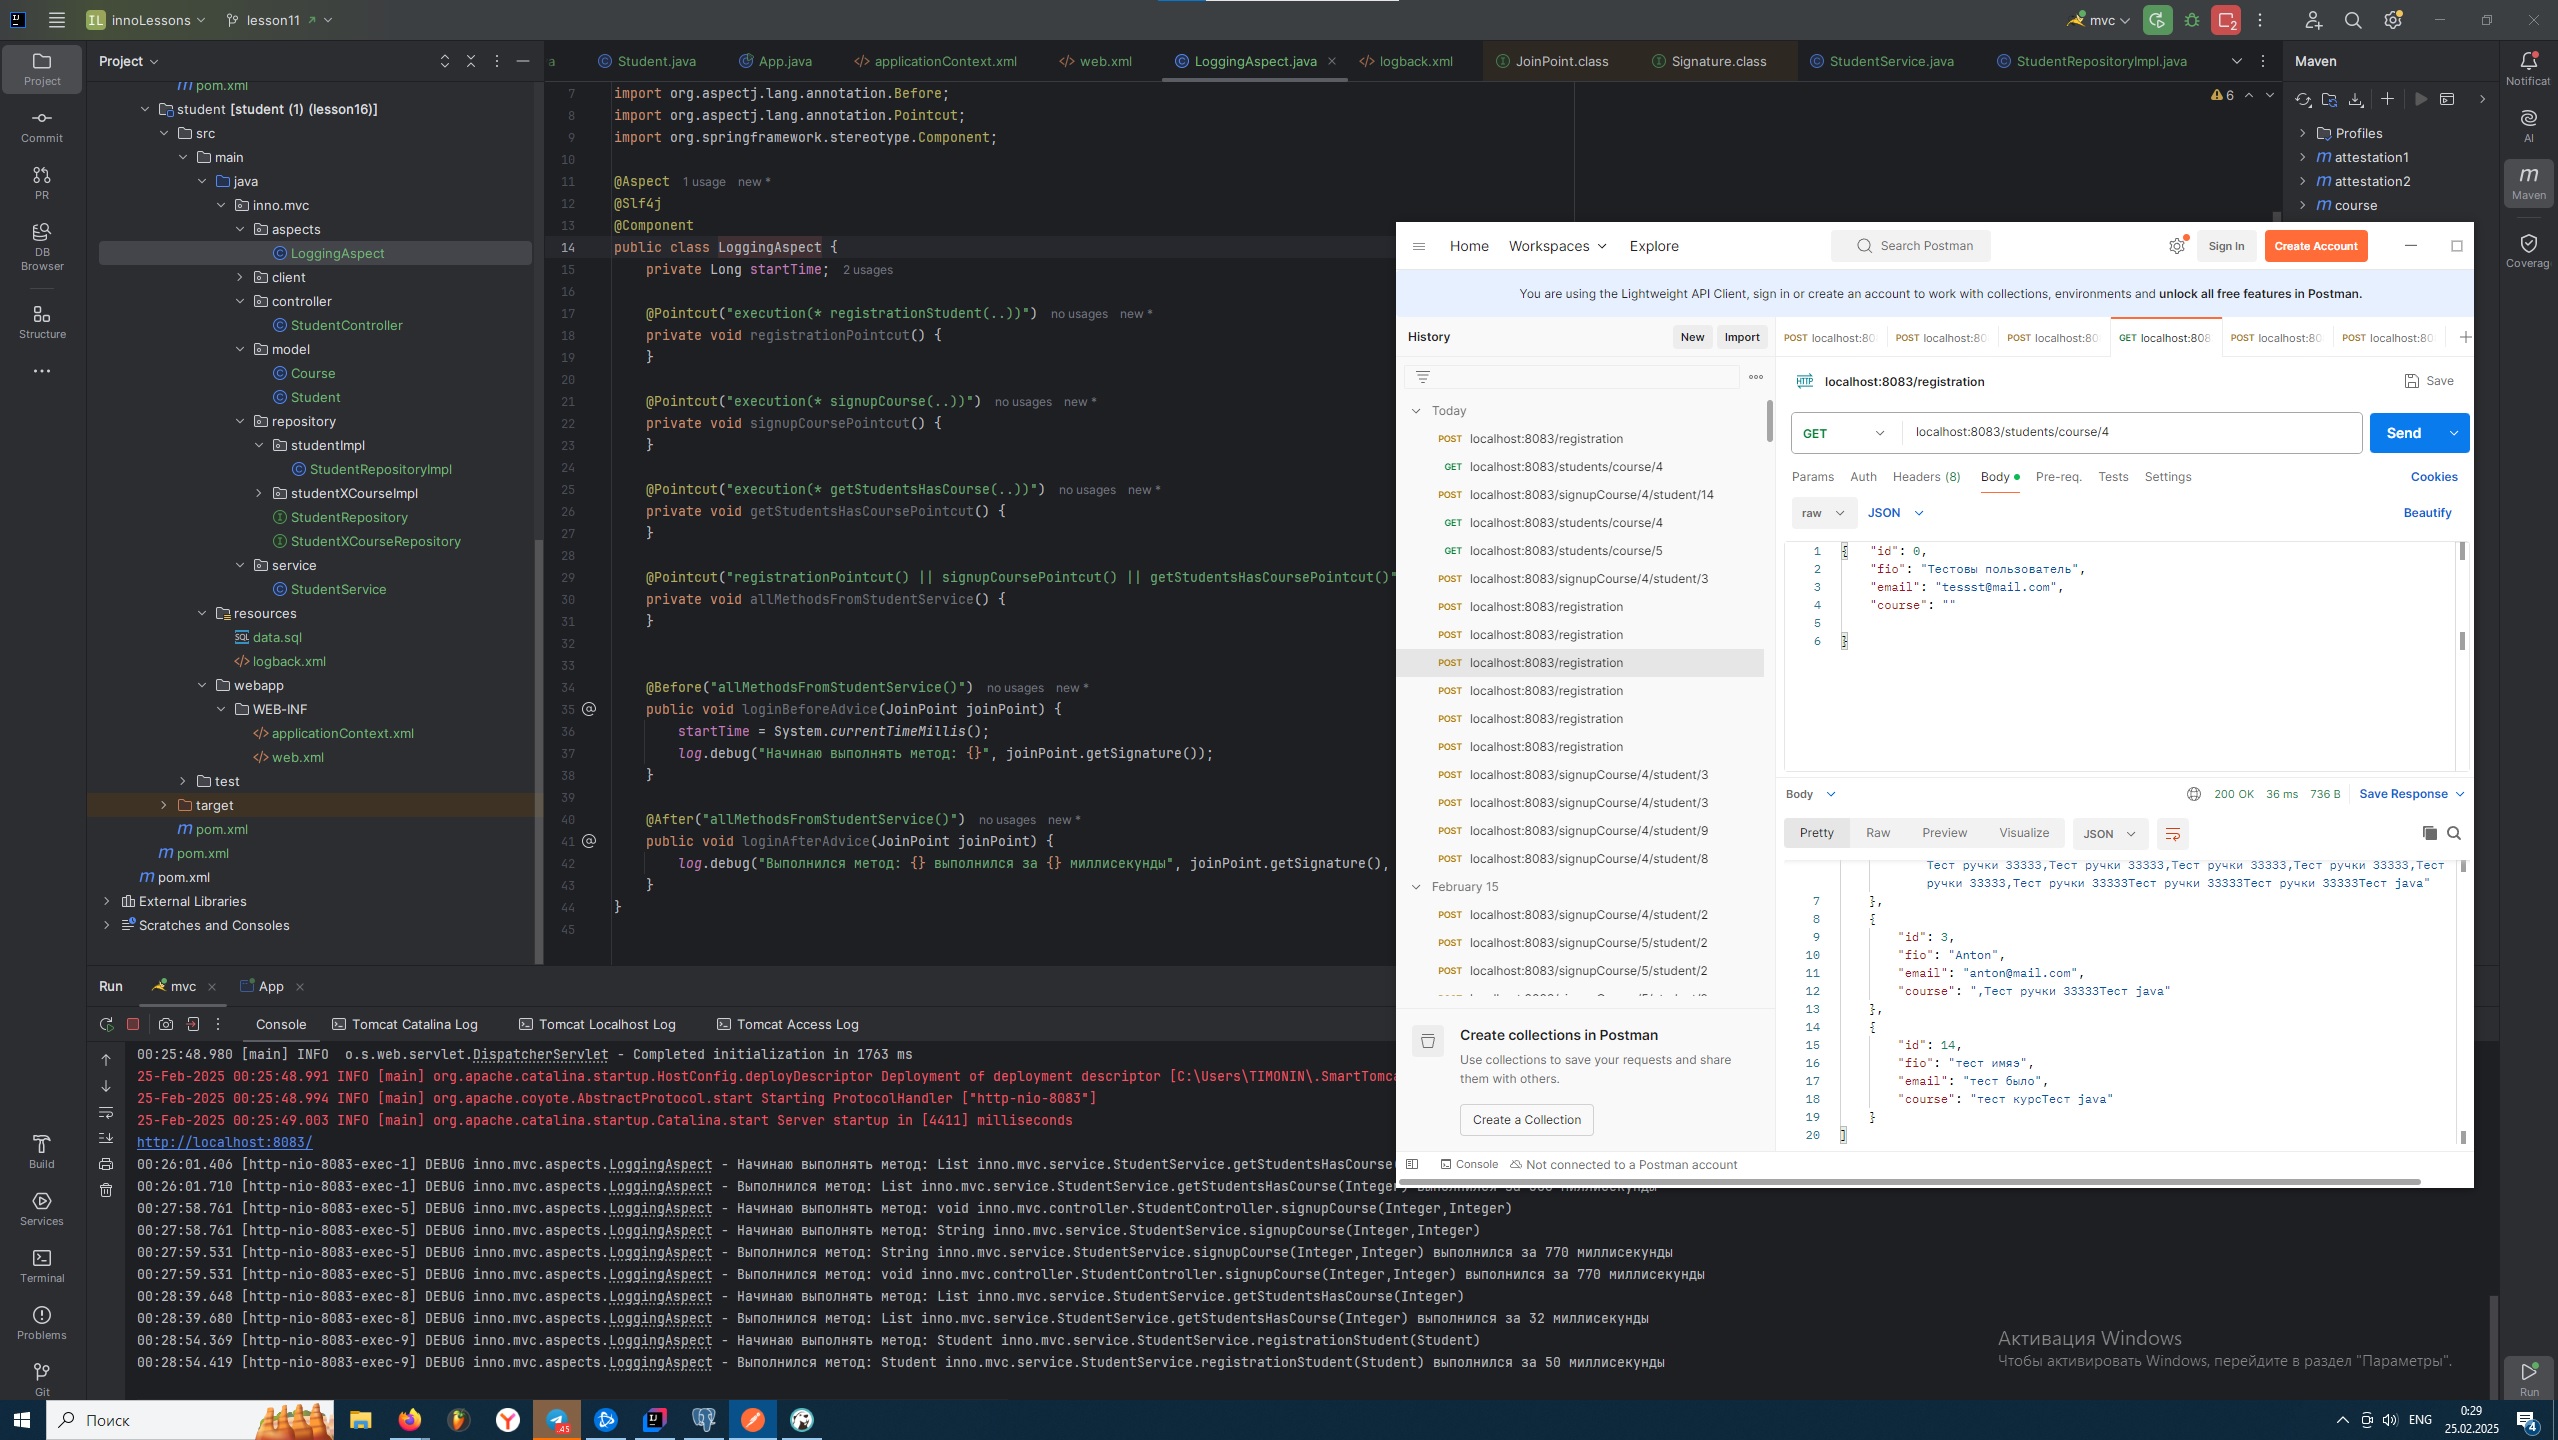 IL innoLessons
lesson11
mvc
2
Project
Commit
PR
DB Browser
Structure
Build
Services
Terminal
Problems
Git
Project
pom.xml
student [student (1) (lesson16)]
src
main
java
inno.mvc
aspects
LoggingAspect
client
controller
StudentController
model
Course
Student
repository
studentImpl
StudentRepositoryImpl
studentXCourseImpl
StudentRepository
StudentXCourseRepository
service
StudentService
resources
data.sql
logback.xml
webapp
WEB-INF
applicationContext.xml
web.xml
test
target
pom.xml
pom.xml
pom.xml
External Libraries
Scratches and Consoles
a Student.java App.java applicationContext.xml web.xml LoggingAspect.java logback.xml JoinPoint.class Signature.class StudentService.java StudentRepositoryImpl.java
6
7 import org.aspectj.lang.annotation.Before;
8 import org.aspectj.lang.annotation.Pointcut;
9 import org.springframework.stereotype.Component;
10
11 @Aspect 1 usage new *
12 @Slf4j
13 @Component
14 public class LoggingAspect {
15 private Long startTime; 2 usages
16
17 @Pointcut("execution(* registrationStudent(..))") no usages new *
18 private void registrationPointcut() {
19 }
20
21 @Pointcut("execution(* signupCourse(..))") no usages new *
22 private void signupCoursePointcut() {
23 }
24
25 @Pointcut("execution(* getStudentsHasCourse(..))") no usages new *
26 private void getStudentsHasCoursePointcut() {
27 }
28
29 @Pointcut("registrationPointcut() || signupCoursePointcut() || getStudentsHasCoursePointcut()"
30 private void allMethodsFromStudentService() {
31 }
32
33
34 @Before("allMethodsFromStudentService()") no usages new *
35 public void loginBeforeAdvice(JoinPoint joinPoint) {
36 startTime = System.currentTimeMillis();
37 log.debug("Начинаю выполнять метод: {}", joinPoint.getSignature());
38 }
39
40 @After("allMethodsFromStudentService()") no usages new *
41 public void loginAfterAdvice(JoinPoint joinPoint) {
42 log.debug("Выполнился метод: {} выполнился за {} миллисекунды", joinPoint.getSignature(),
43 }
44 }
45
Maven
Profiles
attestation1
attestation2
course
Notificat
AI
Maven
Coverag
Run
Home Workspaces Explore
Search Postman
Sign In
Create Account
You are using the Lightweight API Client, sign in or create an account to work with collections, environments and unlock all free features in Postman.
History
New
Import
Today
POST localhost:8083/registration
GET localhost:8083/students/course/4
POST localhost:8083/signupCourse/4/student/14
GET localhost:8083/students/course/4
GET localhost:8083/students/course/5
POST localhost:8083/signupCourse/4/student/3
POST localhost:8083/registration
POST localhost:8083/registration
POST localhost:8083/registration
POST localhost:8083/registration
POST localhost:8083/registration
POST localhost:8083/registration
POST localhost:8083/signupCourse/4/student/3
POST localhost:8083/signupCourse/4/student/3
POST localhost:8083/signupCourse/4/student/9
POST localhost:8083/signupCourse/4/student/8
February 15
POST localhost:8083/signupCourse/4/student/2
POST localhost:8083/signupCourse/5/student/2
POST localhost:8083/signupCourse/5/student/2
Create collections in Postman
Use collections to save your requests and share
them with others.
Create a Collection
Console Not connected to a Postman account
POST localhost:80 POST localhost:80 POST localhost:80 GET localhost:808 POST localhost:80 POST localhost:80
HTTP localhost:8083/registration
Save
GET localhost:8083/students/course/4
Send
Params Auth Headers (8) Body Pre-req. Tests Settings Cookies
raw JSON Beautify
1 { "id": 0,
2 "fio": "Тестовы пользователь",
3 "email": "tessst@mail.com",
4 "course": ""
5
6 }
Body 200 OK 36 ms 736 B Save Response
Pretty Raw Preview Visualize JSON
Тест ручки 33333,Тест ручки 33333,Тест ручки 33333,Тест ручки 33333,Тест
ручки 33333,Тест ручки 33333Тест ручки 33333Тест ручки 33333Тест java"
7 },
8 {
9 "id": 3,
10 "fio": "Anton",
11 "email": "anton@mail.com",
12 "course": ",Тест ручки 33333Тест java"
13 },
14 {
15 "id": 14,
16 "fio": "тест имяэ",
17 "email": "тест было",
18 "course": "тест курсТест java"
19 }
20 ]
Run mvc App
Console Tomcat Catalina Log Tomcat Localhost Log Tomcat Access Log
00:25:48.980 [main] INFO o.s.web.servlet.DispatcherServlet - Completed initialization in 1763 ms
25-Feb-2025 00:25:48.991 INFO [main] org.apache.catalina.startup.HostConfig.deployDescriptor Deployment of deployment descriptor [C:\Users\TIMONIN\.SmartTomca
25-Feb-2025 00:25:48.994 INFO [main] org.apache.coyote.AbstractProtocol.start Starting ProtocolHandler ["http-nio-8083"]
25-Feb-2025 00:25:49.003 INFO [main] org.apache.catalina.startup.Catalina.start Server startup in [4411] milliseconds
http://localhost:8083/
00:26:01.406 [http-nio-8083-exec-1] DEBUG inno.mvc.aspects.LoggingAspect - Начинаю выполнять метод: List inno.mvc.service.StudentService.getStudentsHasCourse(
00:26:01.710 [http-nio-8083-exec-1] DEBUG inno.mvc.aspects.LoggingAspect - Выполнился метод: List inno.mvc.service.StudentService.getStudentsHasCourse(Integer) выполнился за миллисекунды
00:27:58.761 [http-nio-8083-exec-5] DEBUG inno.mvc.aspects.LoggingAspect - Начинаю выполнять метод: void inno.mvc.controller.StudentController.signupCourse(Integer,Integer)
00:27:58.761 [http-nio-8083-exec-5] DEBUG inno.mvc.aspects.LoggingAspect - Начинаю выполнять метод: String inno.mvc.service.StudentService.signupCourse(Integer,Integer)
00:27:59.531 [http-nio-8083-exec-5] DEBUG inno.mvc.aspects.LoggingAspect - Выполнился метод: String inno.mvc.service.StudentService.signupCourse(Integer,Integer) выполнился за 770 миллисекунды
00:27:59.531 [http-nio-8083-exec-5] DEBUG inno.mvc.aspects.LoggingAspect - Выполнился метод: void inno.mvc.controller.StudentController.signupCourse(Integer,Integer) выполнился за 770 миллисекунды
00:28:39.648 [http-nio-8083-exec-8] DEBUG inno.mvc.aspects.LoggingAspect - Начинаю выполнять метод: List inno.mvc.service.StudentService.getStudentsHasCourse(Integer)
00:28:39.680 [http-nio-8083-exec-8] DEBUG inno.mvc.aspects.LoggingAspect - Выполнился метод: List inno.mvc.service.StudentService.getStudentsHasCourse(Integer) выполнился за 32 миллисекунды
00:28:54.369 [http-nio-8083-exec-9] DEBUG inno.mvc.aspects.LoggingAspect - Начинаю выполнять метод: Student inno.mvc.service.StudentService.registrationStudent(Student)
00:28:54.419 [http-nio-8083-exec-9] DEBUG inno.mvc.aspects.LoggingAspect - Выполнился метод: Student inno.mvc.service.StudentService.registrationStudent(Student) выполнился за 50 миллисекунды
Активация Windows
Чтобы активировать Windows, перейдите в раздел "Параметры".
Поиск
ENG
0:29
25.02.2025
4